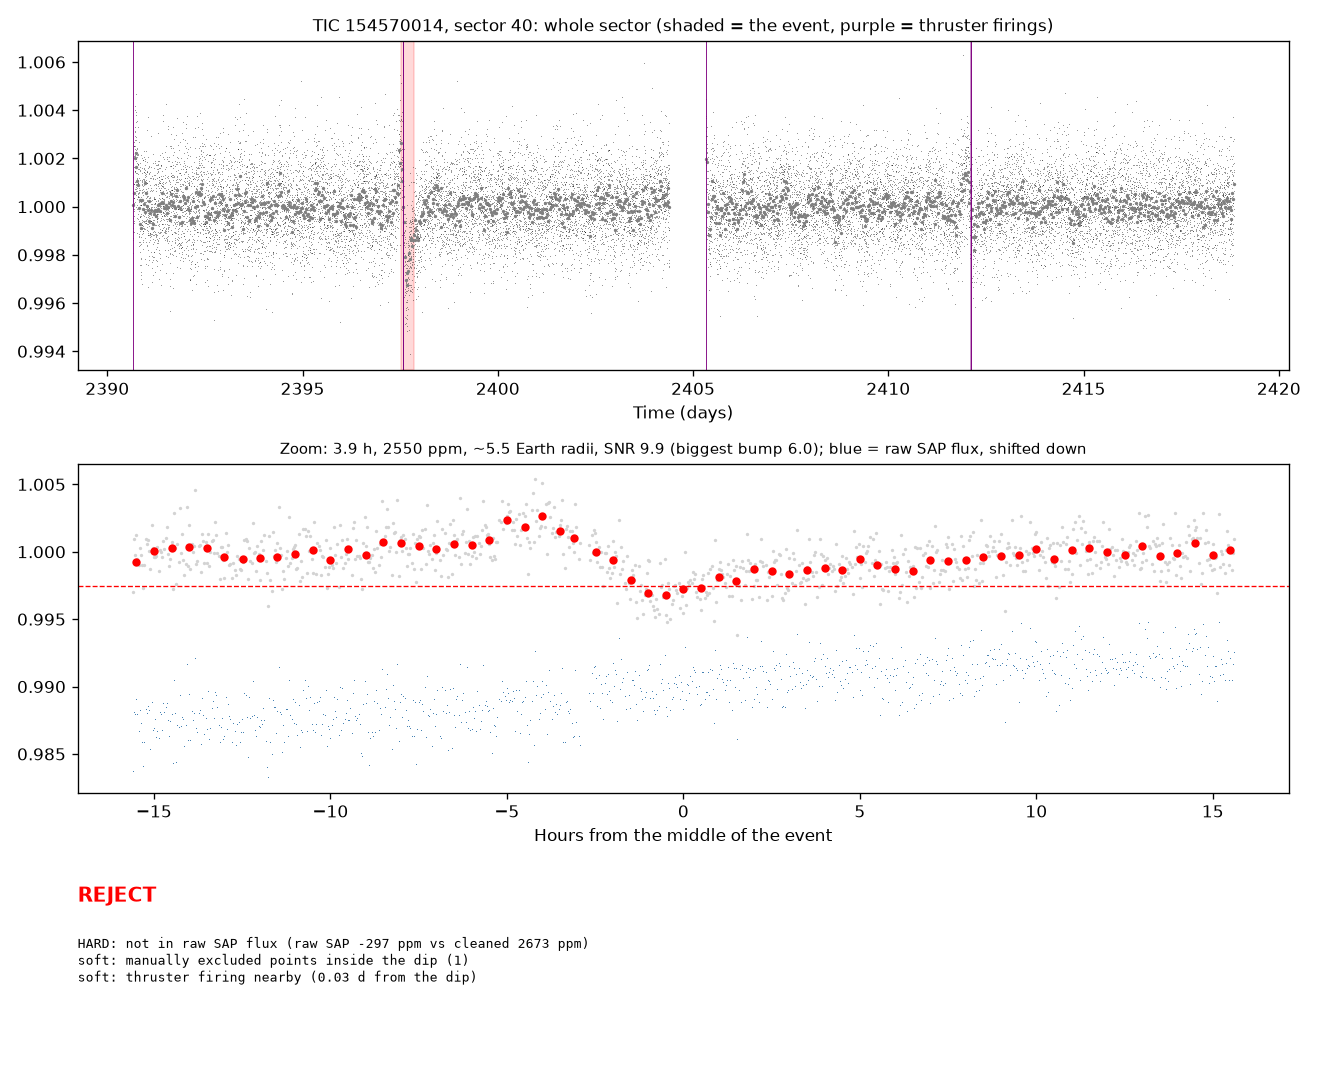 TIC 154570014, sector 40: whole sector (shaded = the event, purple = thruster firings)
1.006
1.004
1.002
1.000
0.998
0.996
0.994
2390 2395 2400 2405 2410 2415 2420
Time (days)
Zoom: 3.9 h, 2550 ppm, ~5.5 Earth radii, SNR 9.9 (biggest bump 6.0); blue = raw SAP flux, shifted down
1.005
1.000
0.995
0.990
0.985
−15 −10 −5 0 5 10 15
Hours from the middle of the event
REJECT
HARD: not in raw SAP flux (raw SAP -297 ppm vs cleaned 2673 ppm)
soft: manually excluded points inside the dip (1)
soft: thruster firing nearby (0.03 d from the dip)